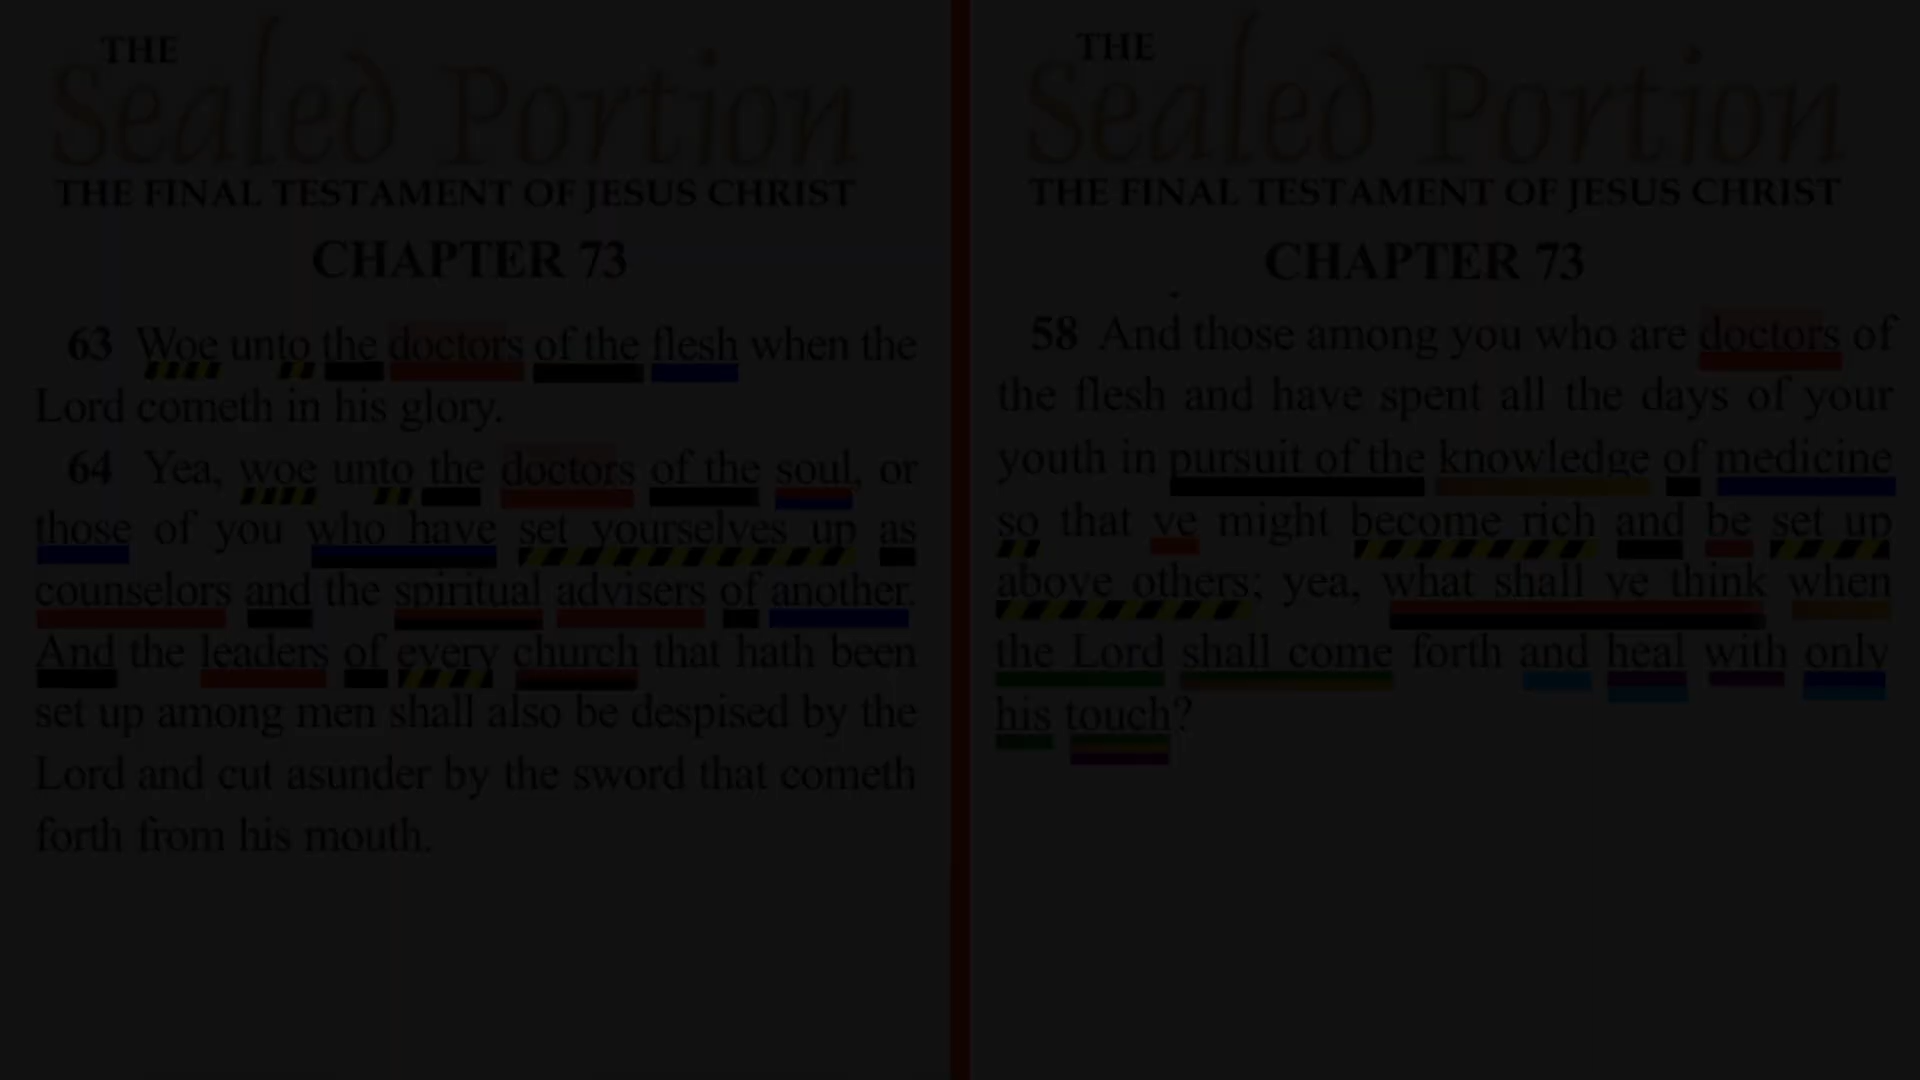 THE
Sealed Portion
THE FINAL TESTAMENT OF JESUS CHRIST
CHAPTER 73
63 Woe unto the doctors of the flesh when the
Lord cometh in his glory.
64 Yea, woe unto the doctors of the soul, or
those of you who have set yourselves up as
counselors and the spiritual advisers of another.
And the leaders of every church that hath been
set up among men shall also be despised by the
Lord and cut asunder by the sword that cometh
forth from his mouth.
THE
Sealed Portion
THE FINAL TESTAMENT OF JESUS CHRIST
CHAPTER 73
58 And those among you who are doctors of
the flesh and have spent all the days of your
youth in pursuit of the knowledge of medicine
so that ye might become rich and be set up
above others; yea, what shall ye think when
the Lord shall come forth and heal with only
his touch?